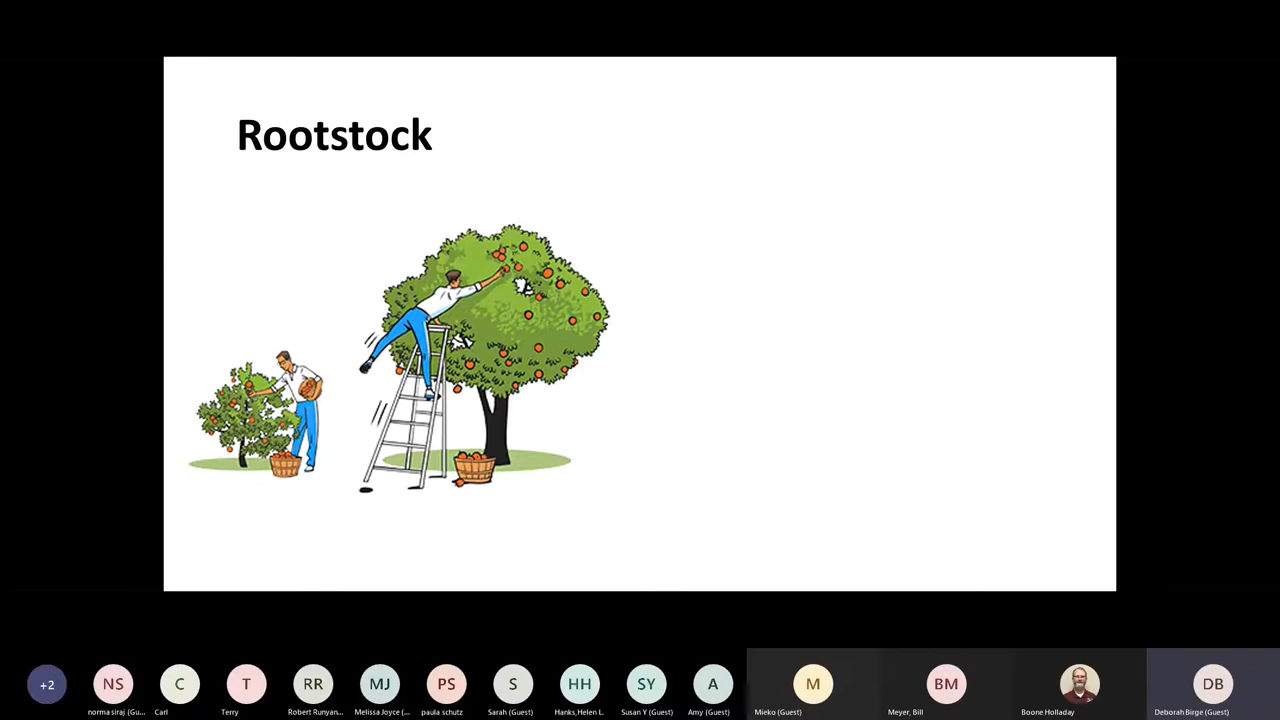 Rootstock
+2
NS
C
T
RR
MJ
PS
S
HH
SY
A
M
BM
DB
norma siraj (Gu...
Carl
Terry
Robert Runyan...
Melissa Joyce (...
paula schutz
Sarah (Guest)
Hanks,Helen L.
Susan Y (Guest)
Amy (Guest)
Mieko (Guest)
Meyer, Bill
Boone Holladay
Deborah Birge (Guest)